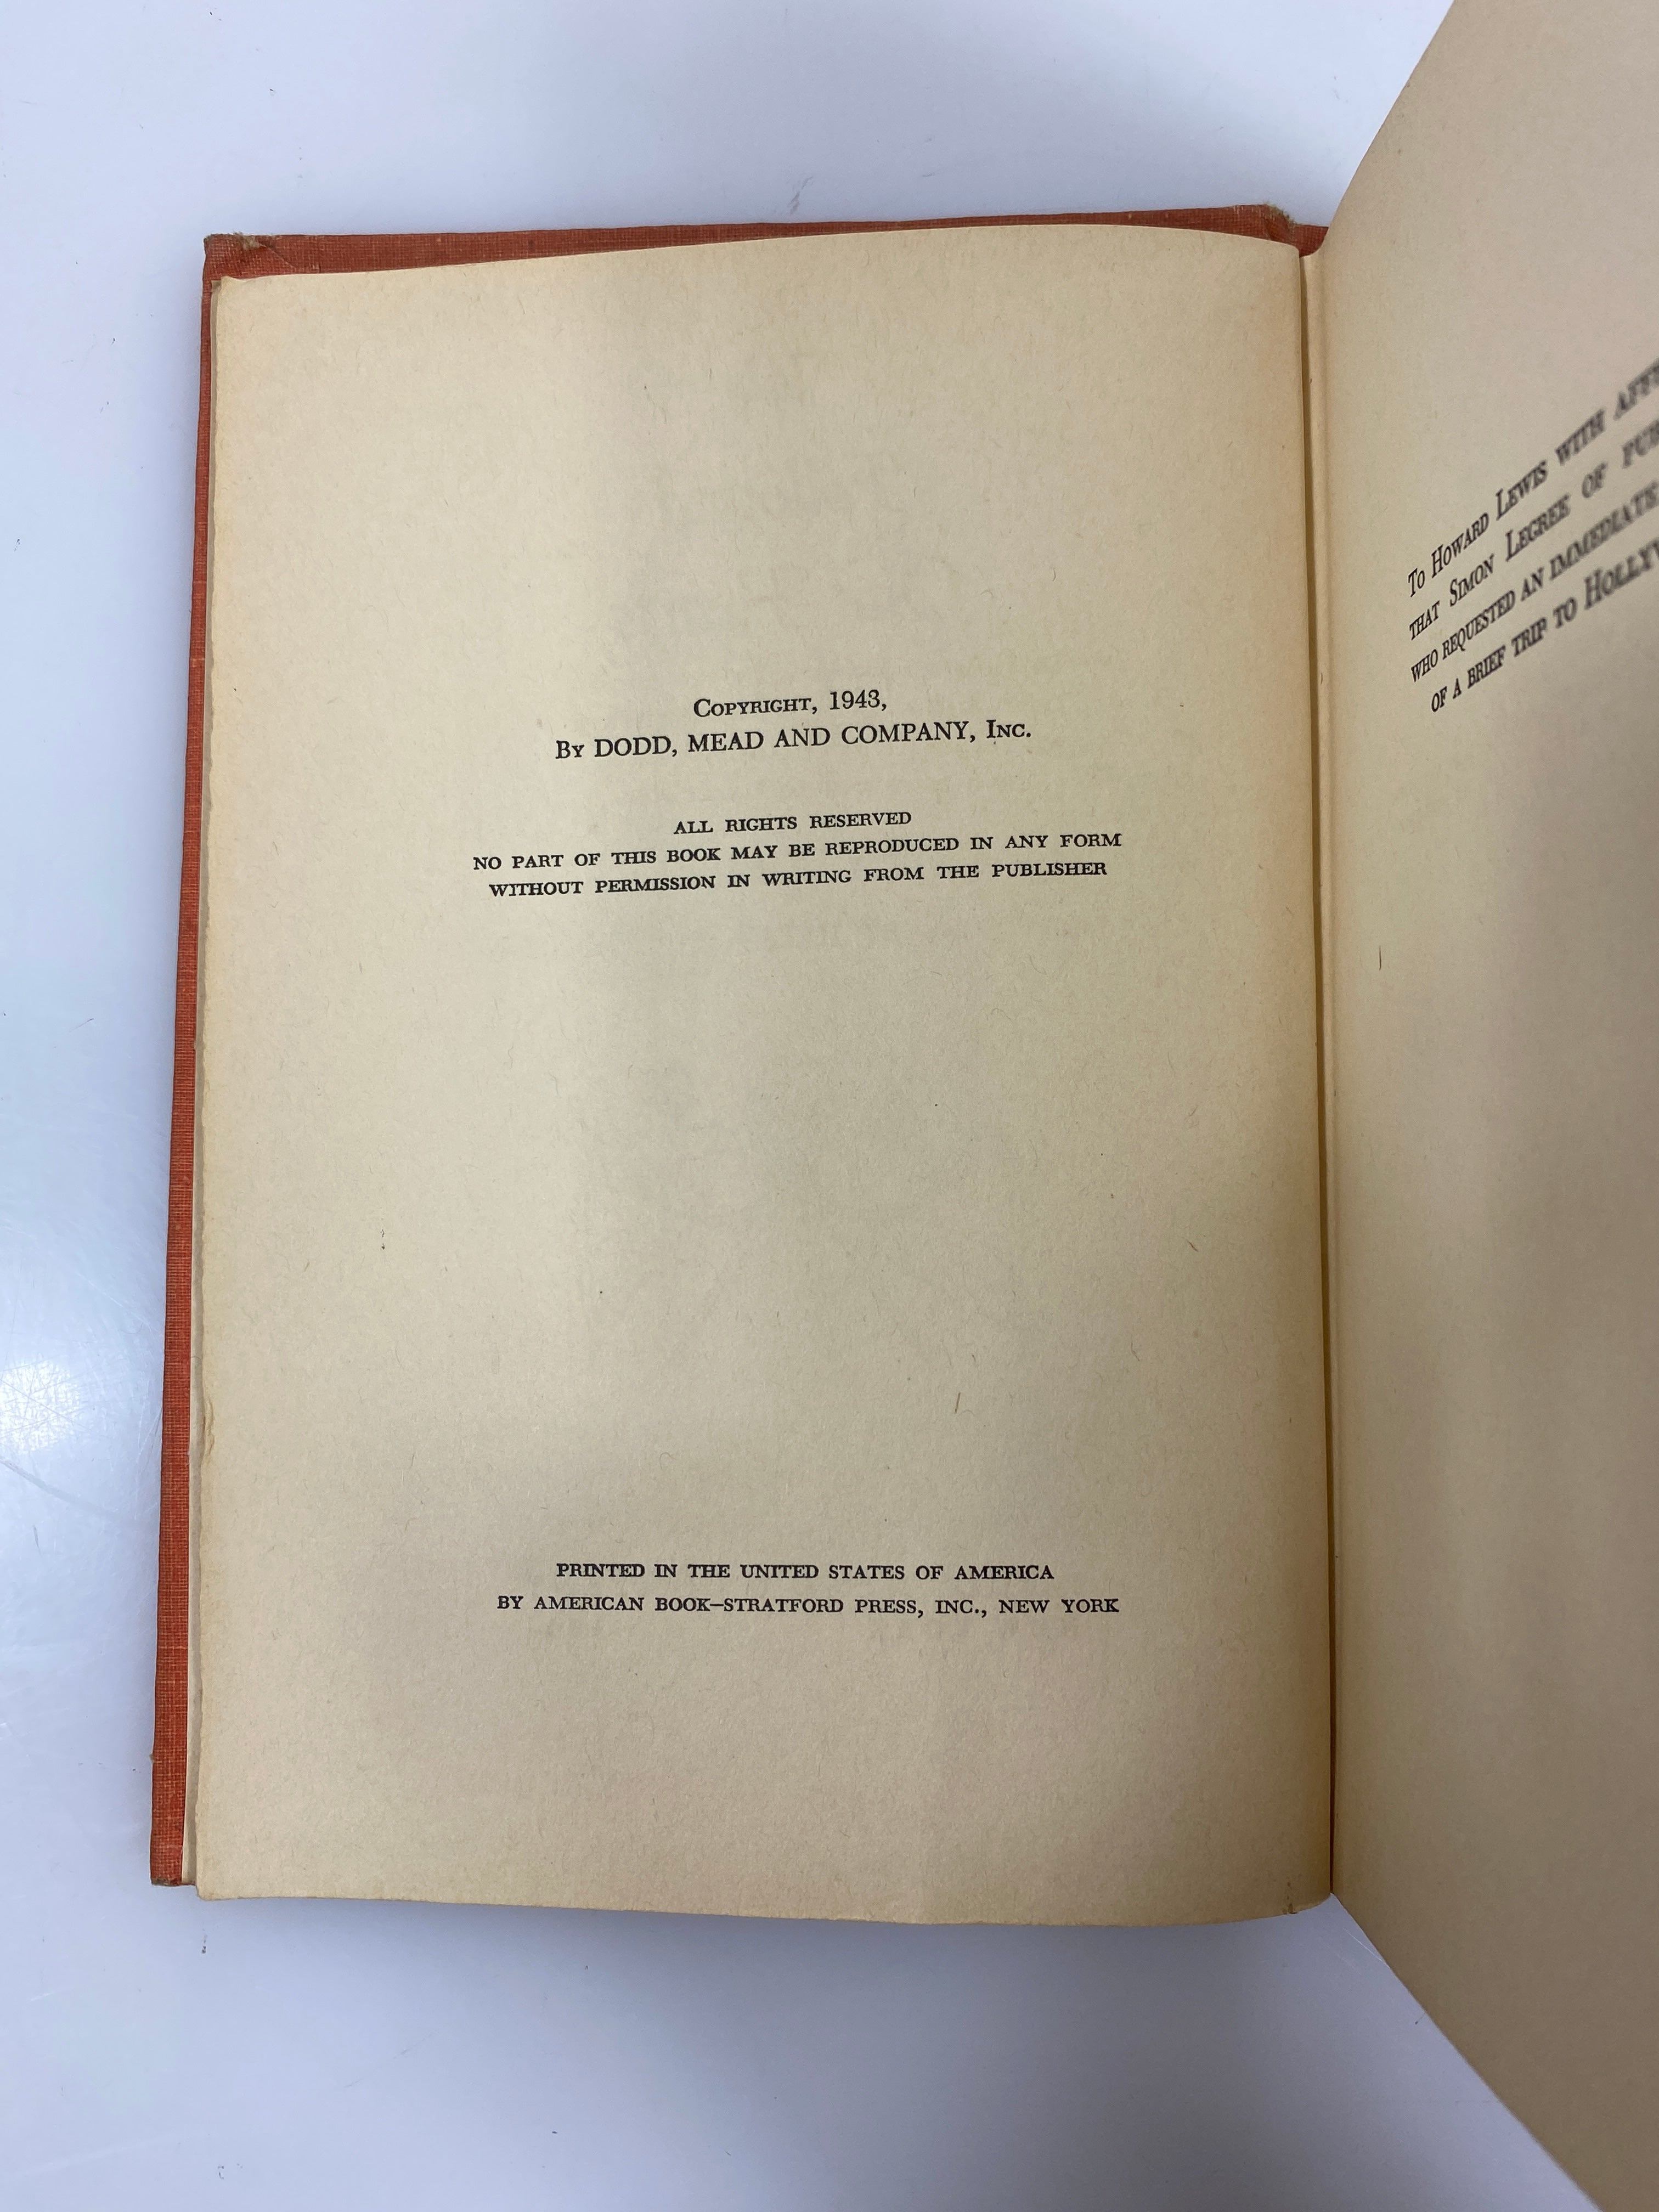 Copyright, 1943,
By DODD, MEAD AND COMPANY, Inc.
ALL RIGHTS RESERVED
NO PART OF THIS BOOK MAY BE REPRODUCED IN ANY FORM
WITHOUT PERMISSION IN WRITING FROM THE PUBLISHER
PRINTED IN THE UNITED STATES OF AMERICA
BY AMERICAN BOOK–STRATFORD PRESS, INC., NEW YORK
To Howard Lewis with
that Simon Legree of
who requested an immediate
of a brief trip to